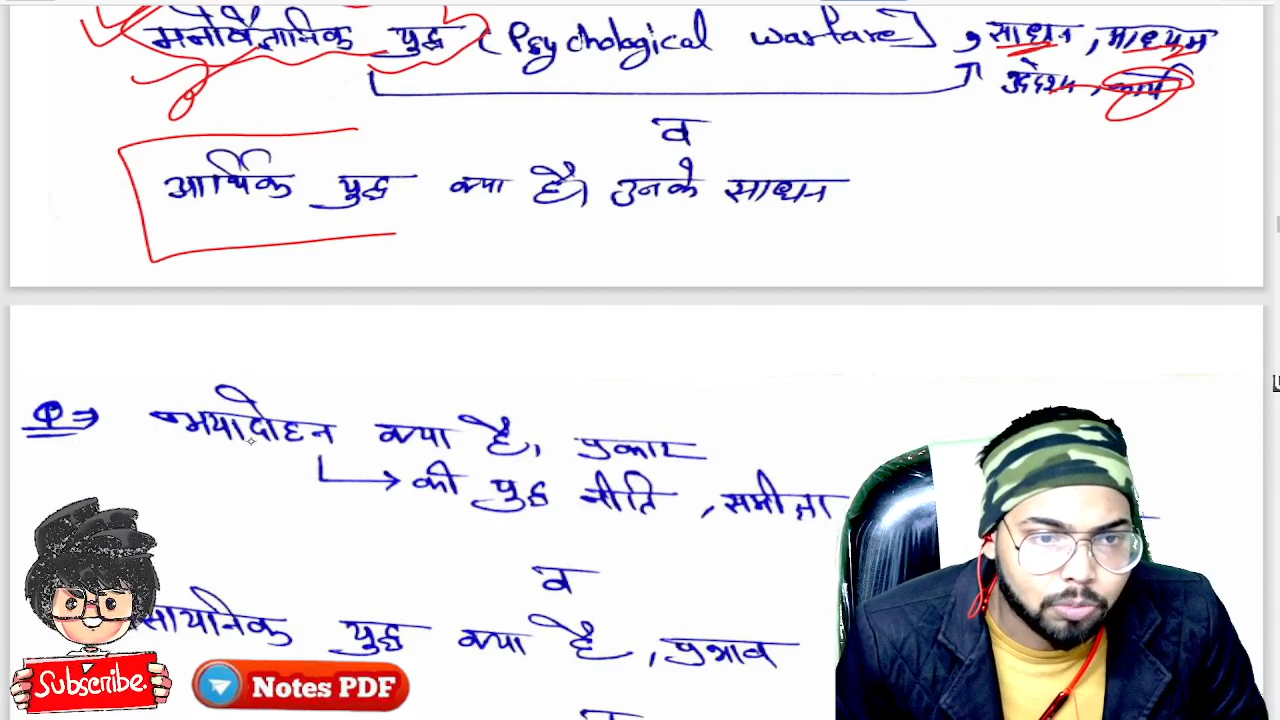 मनोवैज्ञानिक युद्ध (Psychological warfare) , साधन , माध्यम
उद्देश्य , कार्य
व
आर्थिक युद्ध क्या है, उनके साधन
Q ⇒ भयादोहन क्या है, प्रकार
की युद्ध नीति , समीक्षा
व
रासायनिक युद्ध क्या है , प्रभाव
Subscribe.
Notes PDF